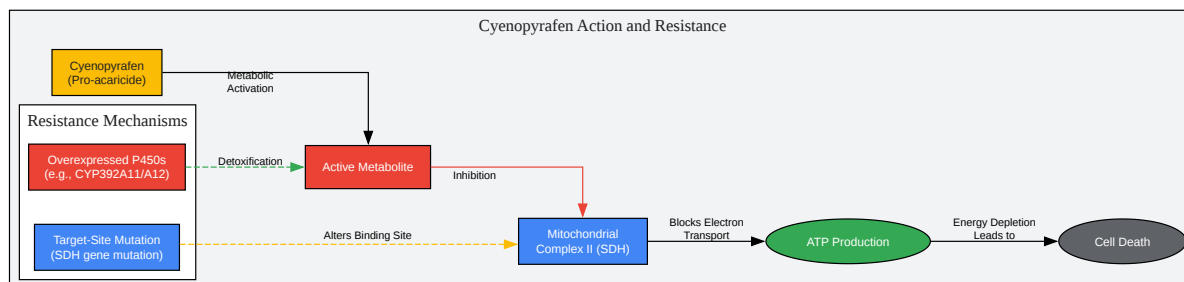 Cyenopyrafen Action and Resistance
Cyenopyrafen
(Pro-acaricide)
Metabolic
Activation
Resistance Mechanisms
Overexpressed P450s
(e.g., CYP392A11/A12)
Detoxification
Active Metabolite
Inhibition
Target-Site Mutation
(SDH gene mutation)
Alters Binding Site
Mitochondrial
Complex II (SDH)
Blocks Electron
Transport
ATP Production
Energy Depletion
Leads to
Cell Death